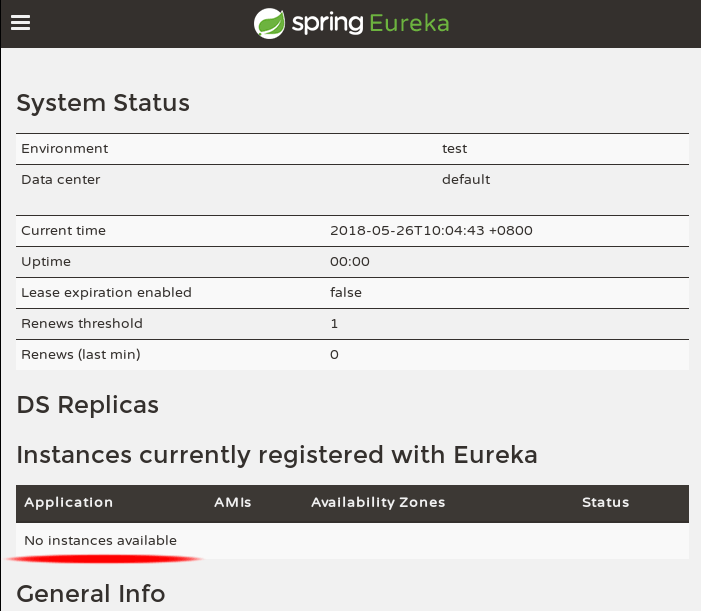 spring Eureka
System Status
Environment test
Data center default
Current time 2018-05-26T10:04:43 +0800
Uptime 00:00
Lease expiration enabled false
Renews threshold 1
Renews (last min) 0
DS Replicas
Instances currently registered with Eureka
Application AMIs Availability Zones Status
No instances available
General Info